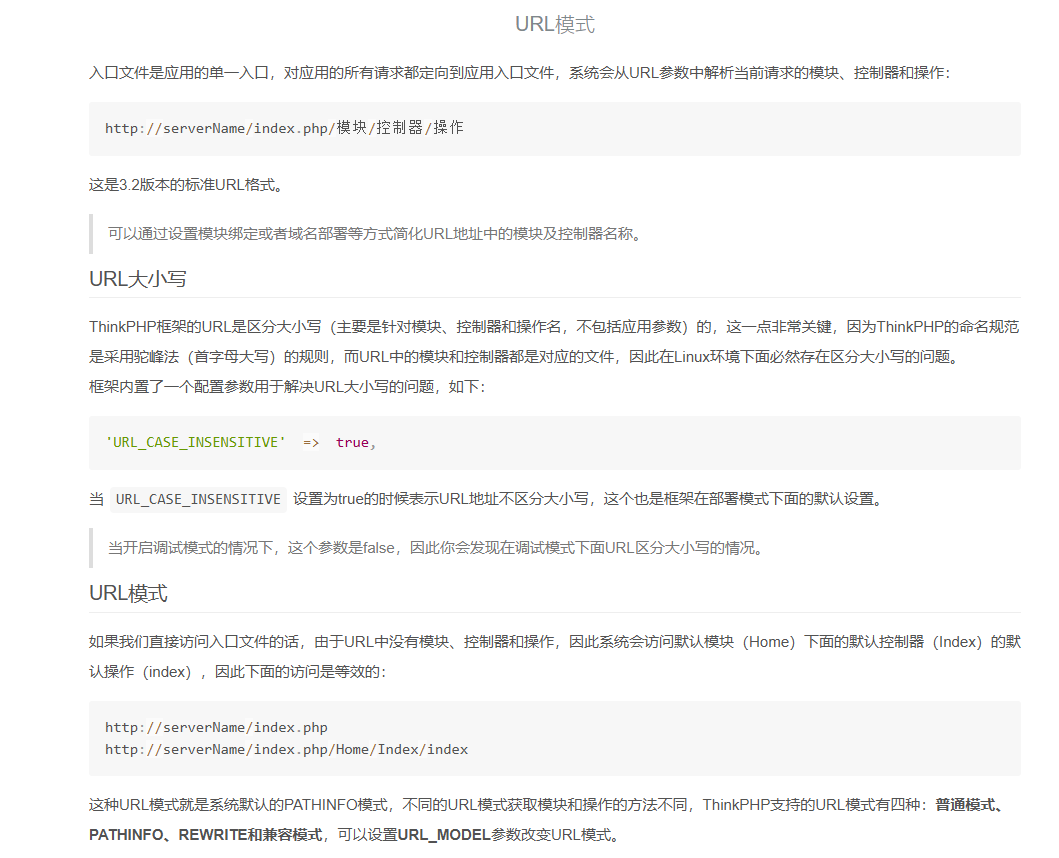 URL模式
入口文件是应用的单一入口，对应用的所有请求都定向到应用入口文件，系统会从URL参数中解析当前请求的模块、控制器和操作：
http://serverName/index.php/模块/控制器/操作
这是3.2版本的标准URL格式。
可以通过设置模块绑定或者域名部署等方式简化URL地址中的模块及控制器名称。
URL大小写
ThinkPHP框架的URL是区分大小写（主要是针对模块、控制器和操作名，不包括应用参数）的，这一点非常关键，因为ThinkPHP的命名规范
是采用驼峰法（首字母大写）的规则，而URL中的模块和控制器都是对应的文件，因此在Linux环境下面必然存在区分大小写的问题。
框架内置了一个配置参数用于解决URL大小写的问题，如下：
'URL_CASE_INSENSITIVE'  =>  true,
当 URL_CASE_INSENSITIVE 设置为true的时候表示URL地址不区分大小写，这个也是框架在部署模式下面的默认设置。
当开启调试模式的情况下，这个参数是false，因此你会发现在调试模式下面URL区分大小写的情况。
URL模式
如果我们直接访问入口文件的话，由于URL中没有模块、控制器和操作，因此系统会访问默认模块（Home）下面的默认控制器（Index）的默
认操作（index），因此下面的访问是等效的：
http://serverName/index.php
http://serverName/index.php/Home/Index/index
这种URL模式就是系统默认的PATHINFO模式，不同的URL模式获取模块和操作的方法不同，ThinkPHP支持的URL模式有四种：普通模式、
PATHINFO、REWRITE和兼容模式，可以设置URL_MODEL参数改变URL模式。